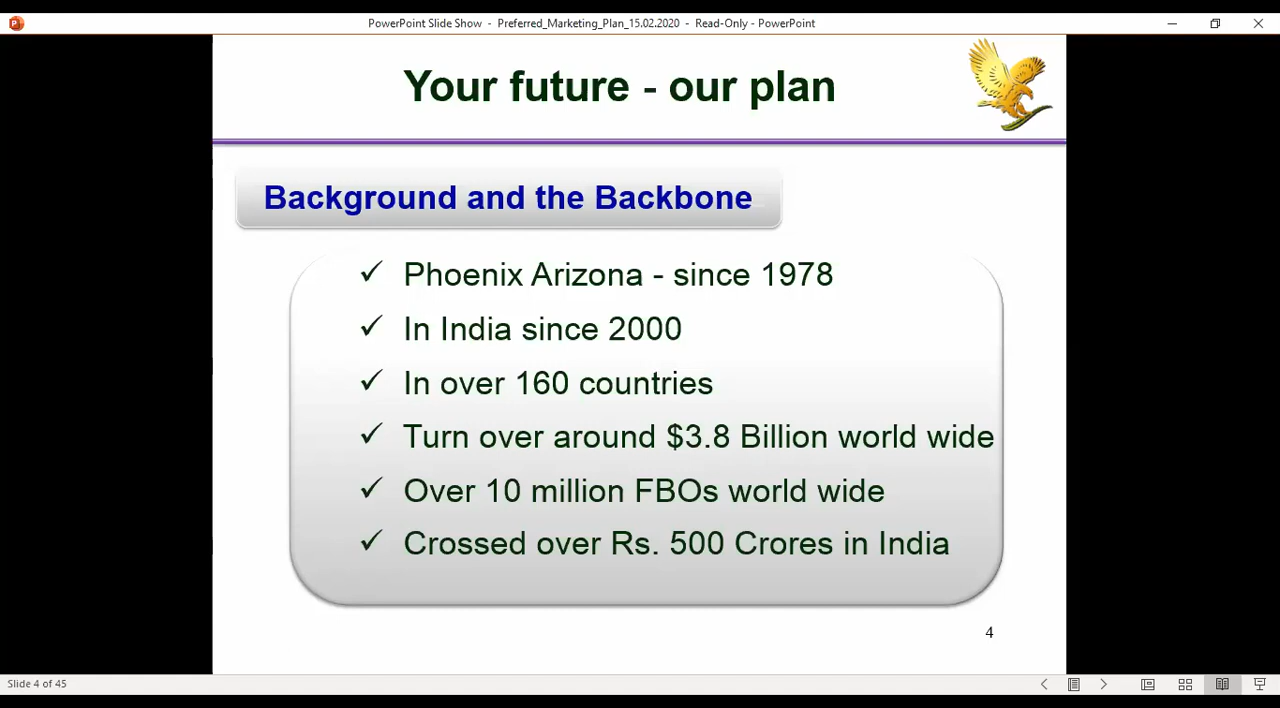 PowerPoint Slide Show - Preferred_Marketing_Plan_15.02.2020 - Read-Only - PowerPoint
Your future - our plan
Background and the Backbone
✓ Phoenix Arizona - since 1978
✓ In India since 2000
✓ In over 160 countries
✓ Turn over around $3.8 Billion world wide
✓ Over 10 million FBOs world wide
✓ Crossed over Rs. 500 Crores in India
4
Slide 4 of 45